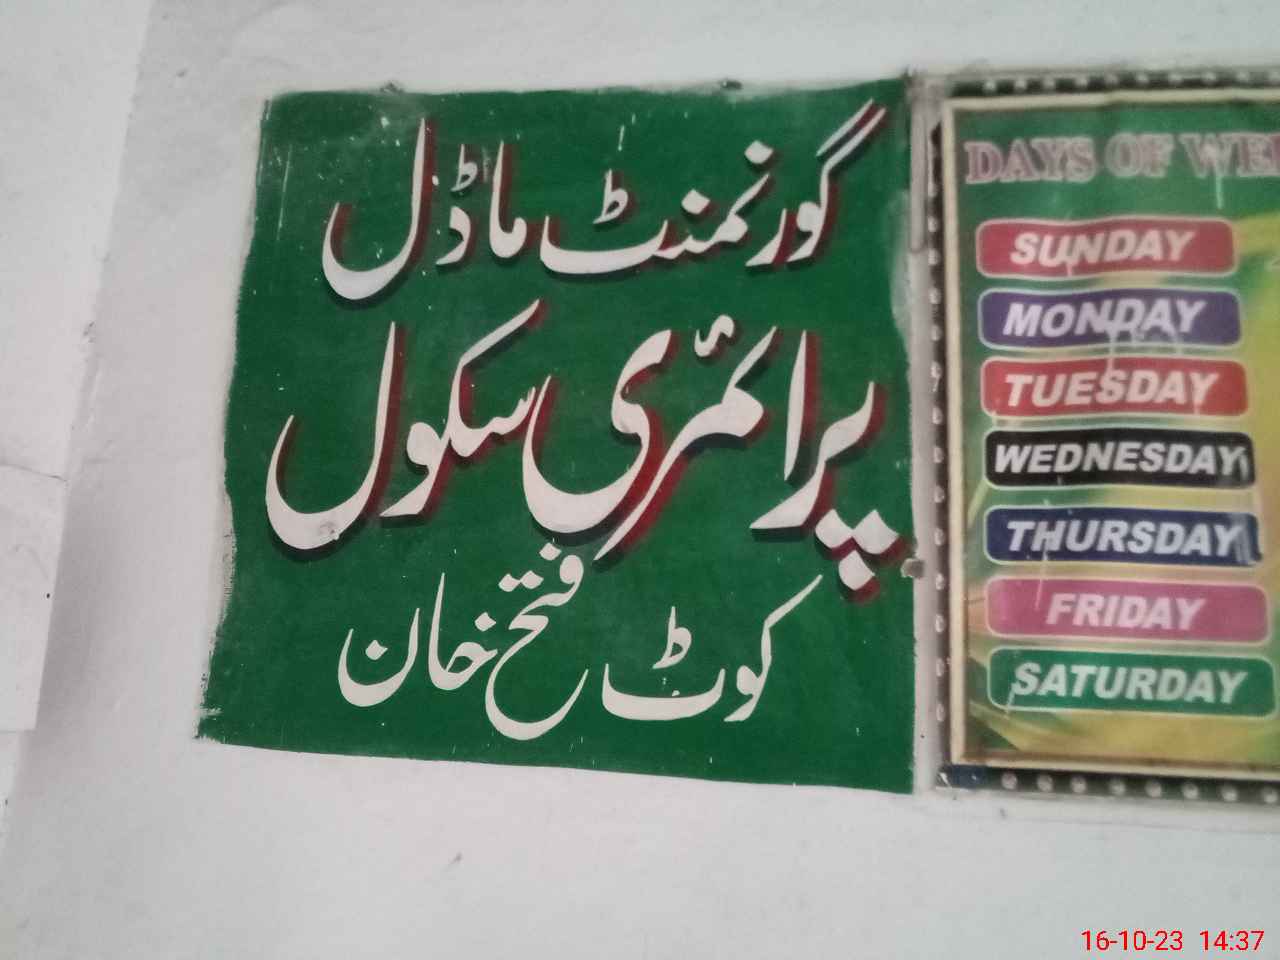 گورنمنٹ ماڈل
پرائمری سکول
کوٹ فتح خان
DAYS OF
SUNDAY
MONDAY
TUESDAY
WEDNESDAY
THURSDAY
FRIDAY
SATURDAY
16-10-23 14:37